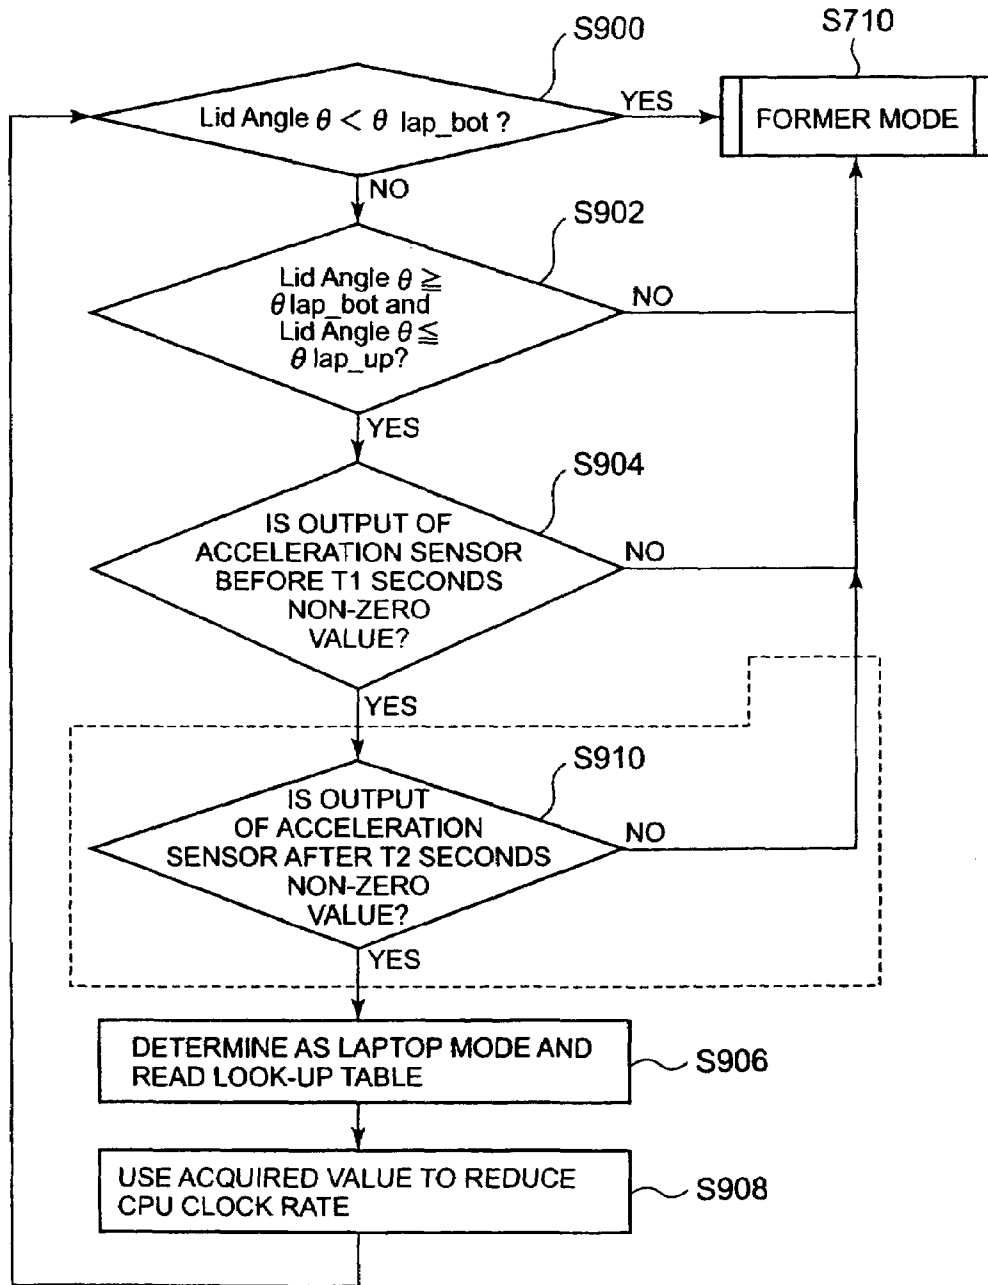 S900
S710
Lid Angle θ < θ lap_bot ?
YES
FORMER MODE
NO
S902
Lid Angle θ ≧
θ lap_bot and
Lid Angle θ ≦
θ lap_up?
NO
YES
S904
IS OUTPUT OF
ACCELERATION SENSOR
BEFORE T1 SECONDS
NON-ZERO
VALUE?
NO
YES
S910
IS OUTPUT
OF ACCELERATION
SENSOR AFTER T2 SECONDS
NON-ZERO
VALUE?
NO
YES
DETERMINE AS LAPTOP MODE AND
READ LOOK-UP TABLE
S906
USE ACQUIRED VALUE TO REDUCE
CPU CLOCK RATE
S908